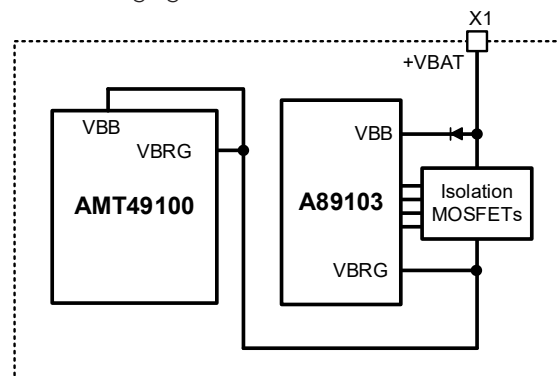 X1
+VBAT
VBB
VBRG
AMT49100
VBB
A89103
VBRG
Isolation
MOSFETs